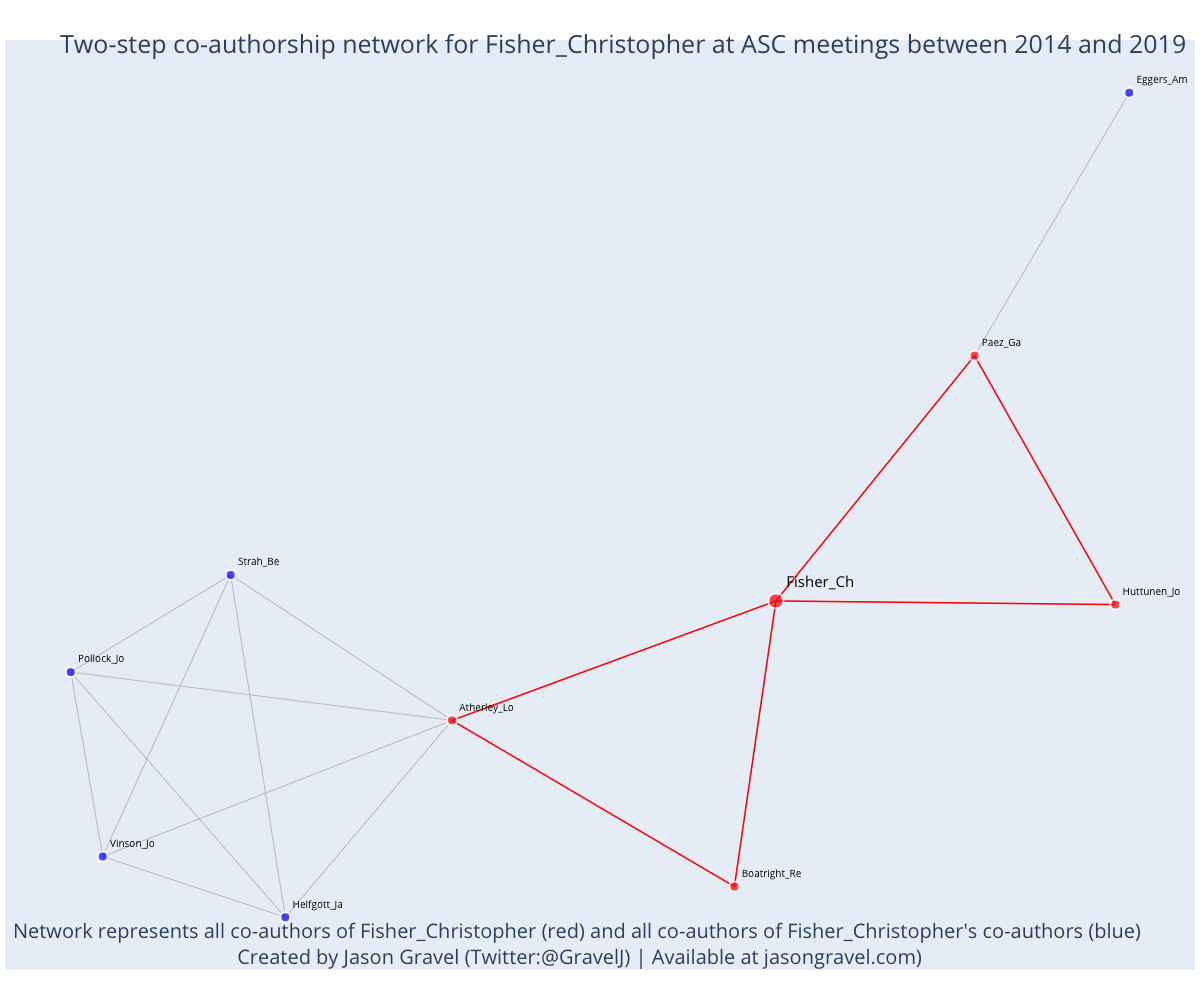 Two-step co-authorship network for Fisher_Christopher at ASC meetings between 2014 and 2019
Eggers_Am
Paez_Ga
Strah_Be
Fisher_Ch
Huttunen_Jo
Pollock_Jo
Atherley_Lo
Vinson_Jo
Boatright_Re
Helfgott_Ja
Network represents all co-authors of Fisher_Christopher (red) and all co-authors of Fisher_Christopher's co-authors (blue)
Created by Jason Gravel (Twitter:@GravelJ) | Available at jasongravel.com)